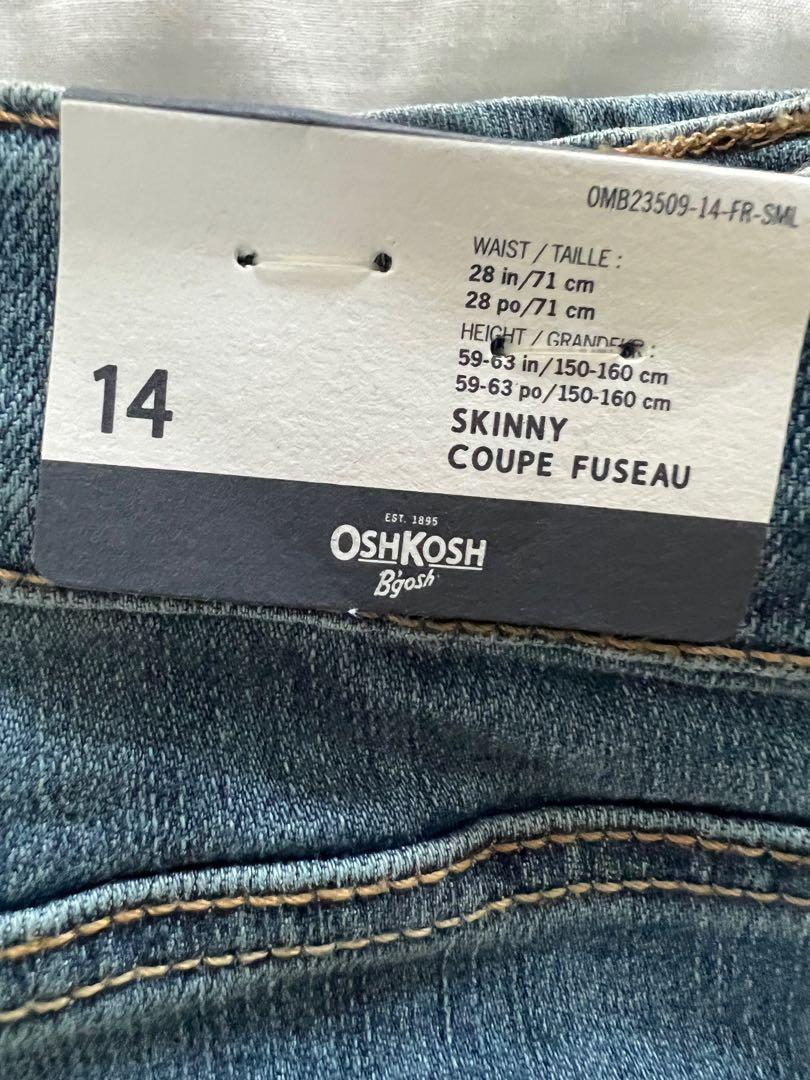 OMB23509-14-FR-SML
WAIST / TAILLE :
28 in/71 cm
28 po/71 cm
HEIGHT / GRANDEUR :
59-63 in/150-160 cm
59-63 po/150-160 cm
14
SKINNY
COUPE FUSEAU
EST. 1895
OSHKOSH
B'gosh